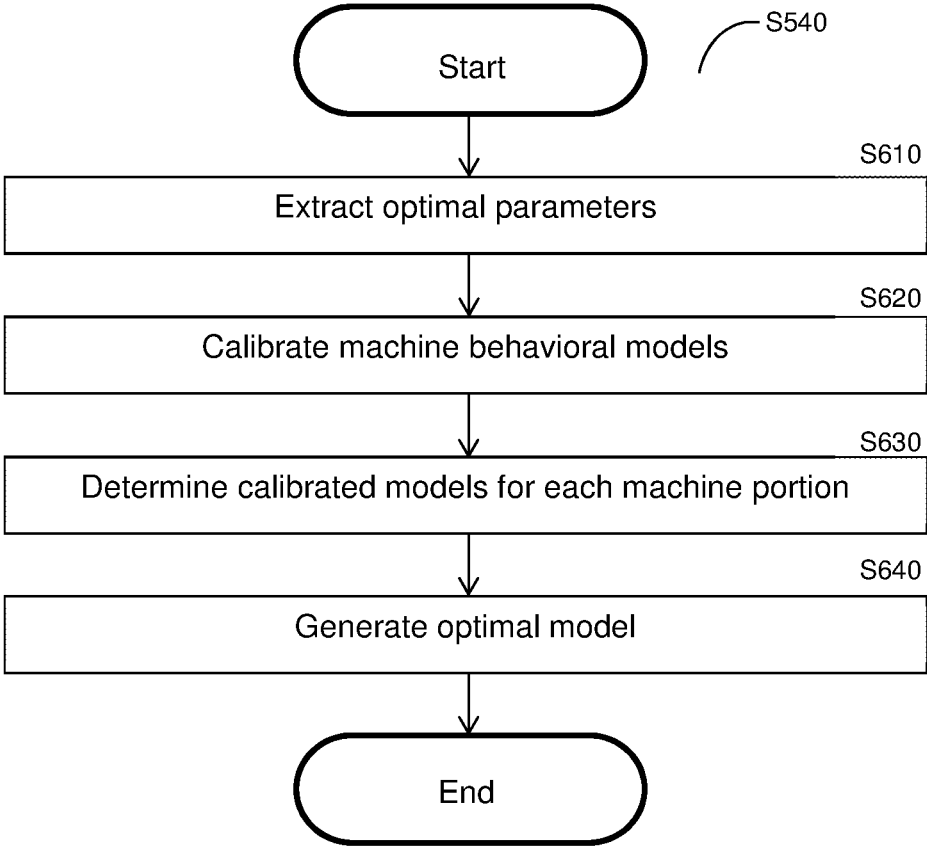 S540
Start
S610
Extract optimal parameters
S620
Calibrate machine behavioral models
S630
Determine calibrated models for each machine portion
S640
Generate optimal model
End